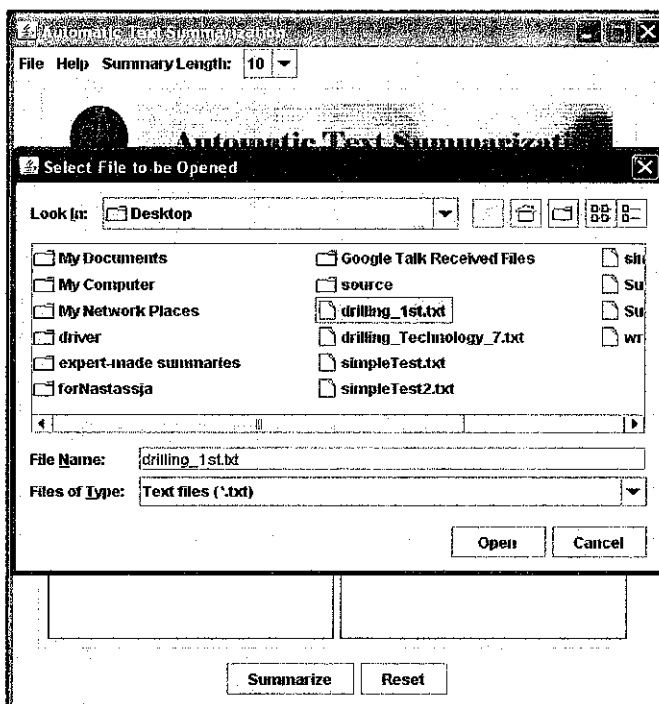 Automatic Text Summarization
File Help Summary Length: 10
Automatic Text Summarizati
Select File to be Opened
Look In: Desktop
My Documents Google Talk Received Files
My Computer source Su
My Network Places drilling_1st.txt Su
driver drilling_Technology_7.txt wr
expert-made summaries simpleTest.txt
forNastassja simpleTest2.txt
File Name: drilling_1st.txt
Files of Type: Text files (*.txt)
Open Cancel
Summarize Reset